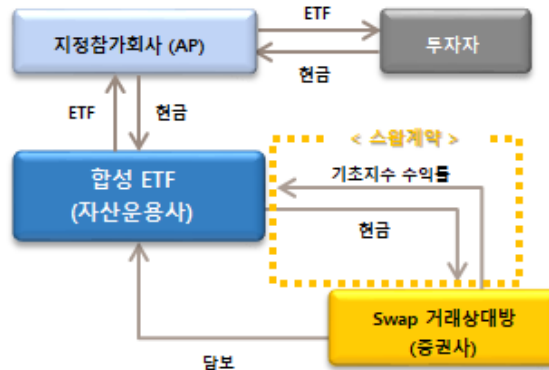 ETF
지정참가회사 (AP)
투자자
현금
ETF
현금
< 스왑계약 >
합성 ETF
(자산운용사)
기초지수 수익률
현금
Swap 거래상대방
(증권사)
담보